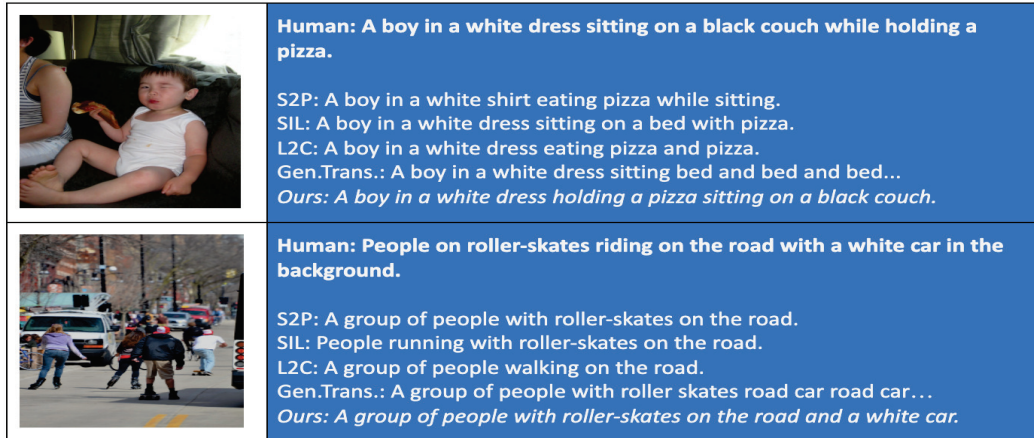 Human: A boy in a white dress sitting on a black couch while holding a
pizza.
S2P: A boy in a white shirt eating pizza while sitting.
SIL: A boy in a white dress sitting on a bed with pizza.
L2C: A boy in a white dress eating pizza and pizza.
Gen.Trans.: A boy in a white dress sitting bed and bed and bed...
Ours: A boy in a white dress holding a pizza sitting on a black couch.
Human: People on roller-skates riding on the road with a white car in the
background.
S2P: A group of people with roller-skates on the road.
SIL: People running with roller-skates on the road.
L2C: A group of people walking on the road.
Gen.Trans.: A group of people with roller skates road car road car…
Ours: A group of people with roller-skates on the road and a white car.